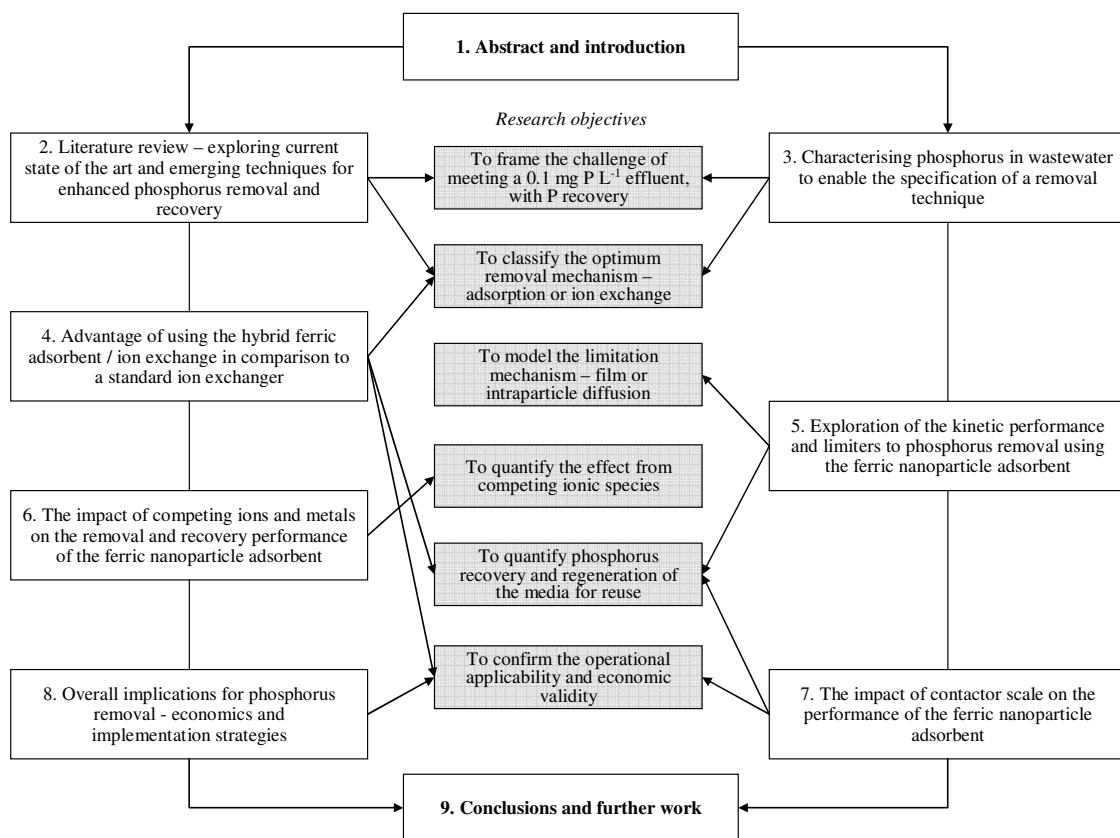 1. Abstract and introduction
Research objectives
2. Literature review – exploring current
state of the art and emerging techniques for
enhanced phosphorus removal and
recovery
To frame the challenge of
meeting a 0.1 mg P L⁻¹ effluent,
with P recovery
3. Characterising phosphorus in wastewater
to enable the specification of a removal
technique
To classify the optimum
removal mechanism –
adsorption or ion exchange
4. Advantage of using the hybrid ferric
adsorbent / ion exchange in comparison to
a standard ion exchanger
To model the limitation
mechanism – film or
intraparticle diffusion
5. Exploration of the kinetic performance
and limiters to phosphorus removal using
the ferric nanoparticle adsorbent
To quantify the effect from
competing ionic species
6. The impact of competing ions and metals
on the removal and recovery performance
of the ferric nanoparticle adsorbent
To quantify phosphorus
recovery and regeneration of
the media for reuse
To confirm the operational
applicability and economic
validity
8. Overall implications for phosphorus
removal - economics and
implementation strategies
7. The impact of contactor scale on the
performance of the ferric nanoparticle
adsorbent
9. Conclusions and further work